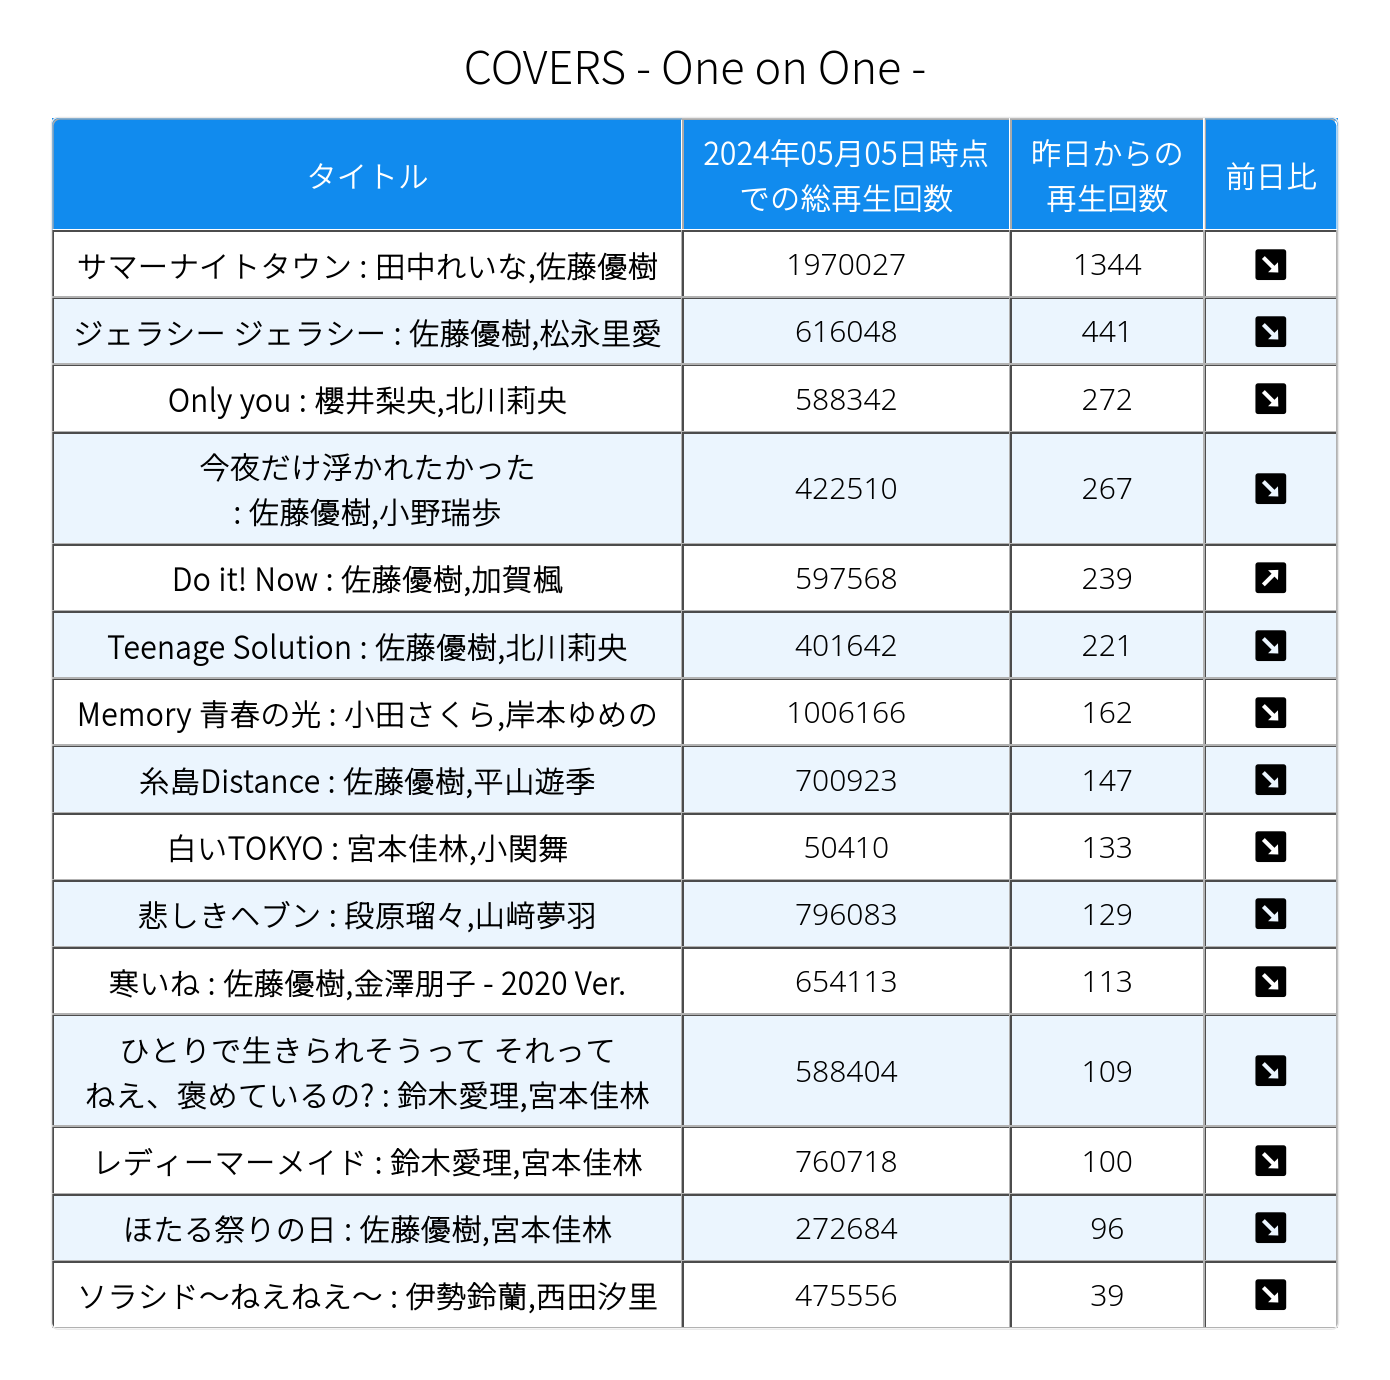 COVERS - One on One -
タイトル
2024年05月05日時点
での総再生回数
昨日からの
再生回数
前日比
サマーナイトタウン : 田中れいな,佐藤優樹
1970027
1344
ジェラシー ジェラシー : 佐藤優樹,松永里愛
616048
441
Only you : 櫻井梨央,北川莉央
588342
272
今夜だけ浮かれたかった
: 佐藤優樹,小野瑞歩
422510
267
Do it! Now : 佐藤優樹,加賀楓
597568
239
Teenage Solution : 佐藤優樹,北川莉央
401642
221
Memory 青春の光 : 小田さくら,岸本ゆめの
1006166
162
糸島Distance : 佐藤優樹,平山遊季
700923
147
白いTOKYO : 宮本佳林,小関舞
50410
133
悲しきヘブン : 段原瑠々,山﨑夢羽
796083
129
寒いね : 佐藤優樹,金澤朋子 - 2020 Ver.
654113
113
ひとりで生きられそうって それって
ねえ、褒めているの? : 鈴木愛理,宮本佳林
588404
109
レディーマーメイド : 鈴木愛理,宮本佳林
760718
100
ほたる祭りの日 : 佐藤優樹,宮本佳林
272684
96
ソラシド～ねえねえ～ : 伊勢鈴蘭,西田汐里
475556
39